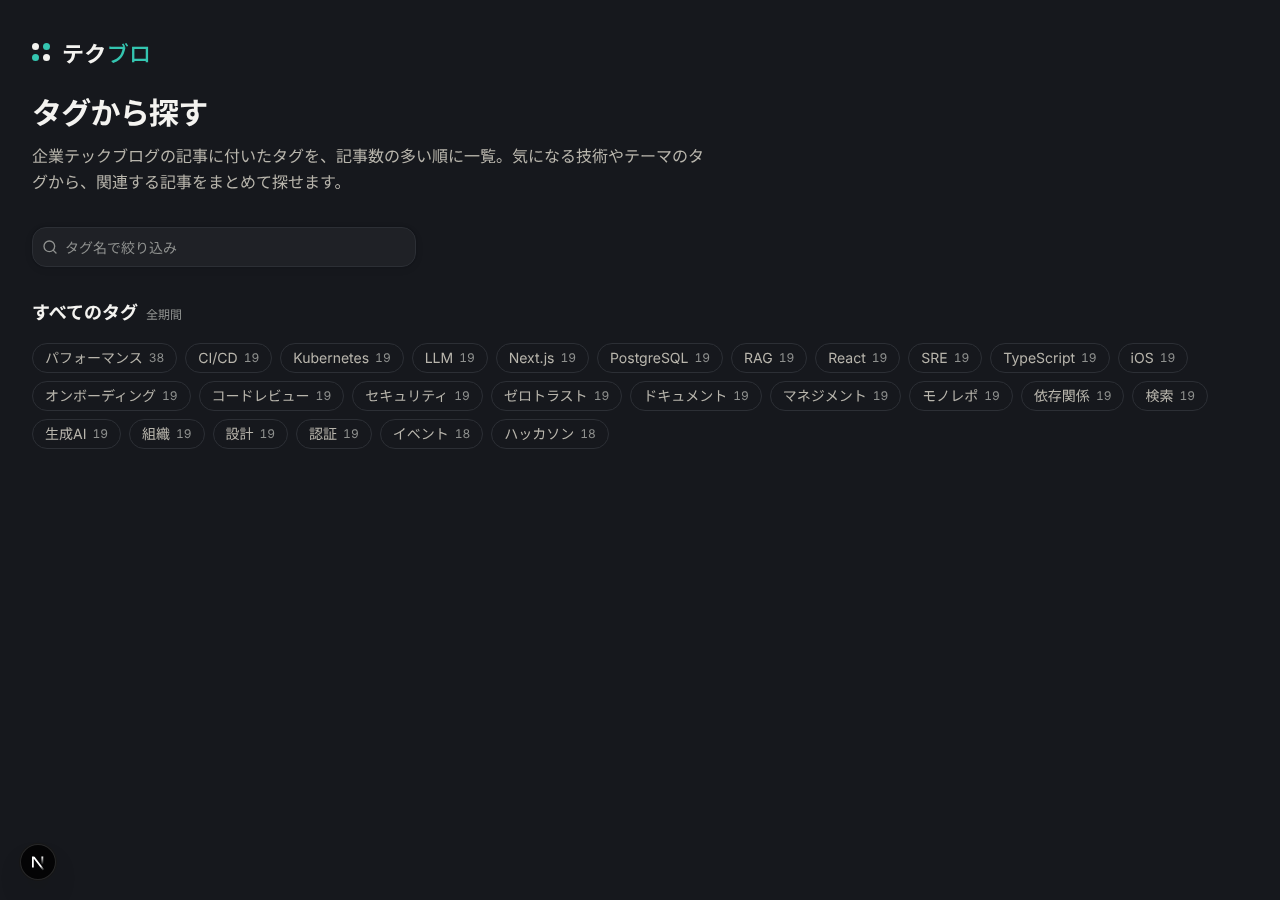 テクブロ
タグから探す
企業テックブログの記事に付いたタグを、記事数の多い順に一覧。気になる技術やテーマのタ
グから、関連する記事をまとめて探せます。
タグ名で絞り込み
すべてのタグ 全期間
パフォーマンス 38 CI/CD 19 Kubernetes 19 LLM 19 Next.js 19 PostgreSQL 19 RAG 19 React 19 SRE 19 TypeScript 19 iOS 19
オンボーディング 19 コードレビュー 19 セキュリティ 19 ゼロトラスト 19 ドキュメント 19 マネジメント 19 モノレポ 19 依存関係 19 検索 19
生成AI 19 組織 19 設計 19 認証 19 イベント 18 ハッカソン 18
N